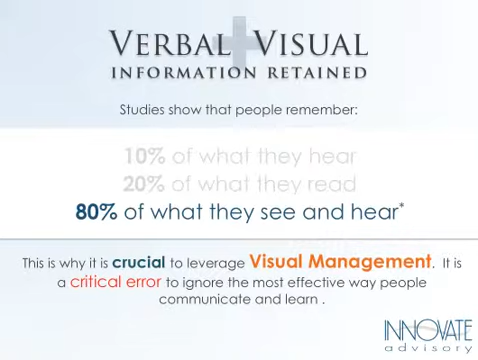 VERBAL + VISUAL
INFORMATION RETAINED
Studies show that people remember:
10% of what they hear
20% of what they read
80% of what they see and hear*
This is why it is crucial to leverage Visual Management. It is
a critical error to ignore the most effective way people
communicate and learn .
INNOVATE
advisory